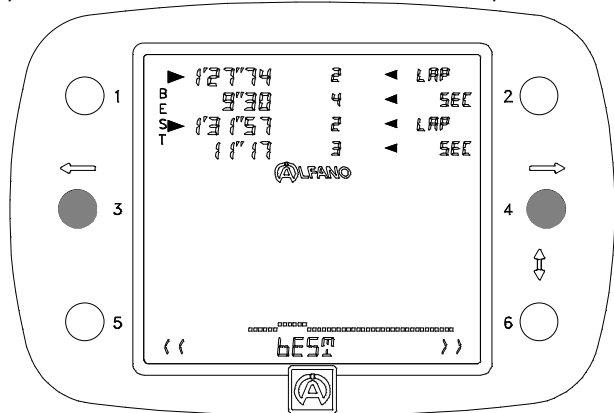 ▶ 1'27"74 2 ◀ LAP
9"30 4 ◀ SEC
▶ 1'31"57 2 ◀ LAP
11"17 3 ◀ SEC
BEST
ALFANO
1
2
3
4
5
6
<< bEST >>